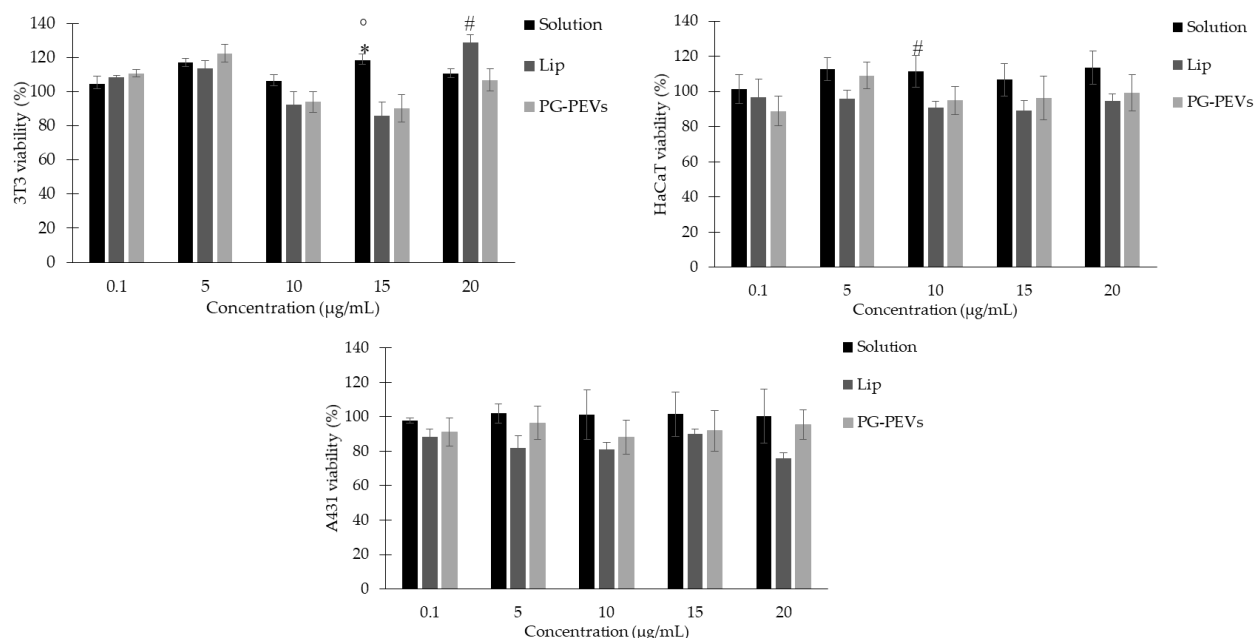 140
120
100
80
60
40
20
0
3T3 viability (%)
°
*
#
0.1 5 10 15 20
Concentration (µg/mL)
Solution
Lip
PG-PEVs
140
120
100
80
60
40
20
0
HaCaT viability (%)
#
0.1 5 10 15 20
Concentration (µg/mL)
Solution
Lip
PG-PEVs
140
120
100
80
60
40
20
0
A431 viability (%)
0.1 5 10 15 20
Concentration (µg/mL)
Solution
Lip
PG-PEVs